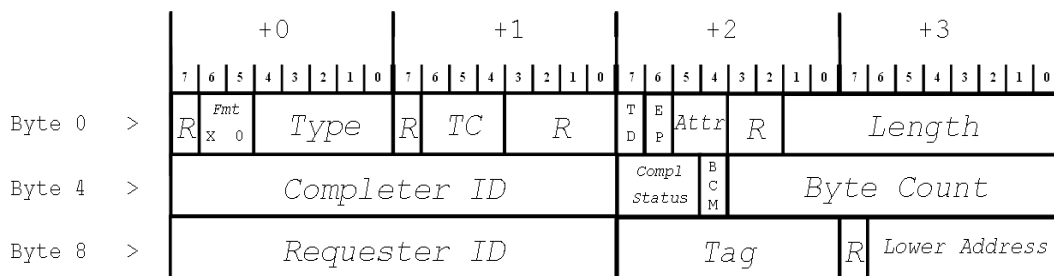 +0 +1 +2 +3
7 6 5 4 3 2 1 0 7 6 5 4 3 2 1 0 7 6 5 4 3 2 1 0 7 6 5 4 3 2 1 0
Byte 0 > R Fmt X 0 Type R TC R T D E P Attr R Length
Byte 4 > Completer ID Compl Status B C M Byte Count
Byte 8 > Requester ID Tag R Lower Address